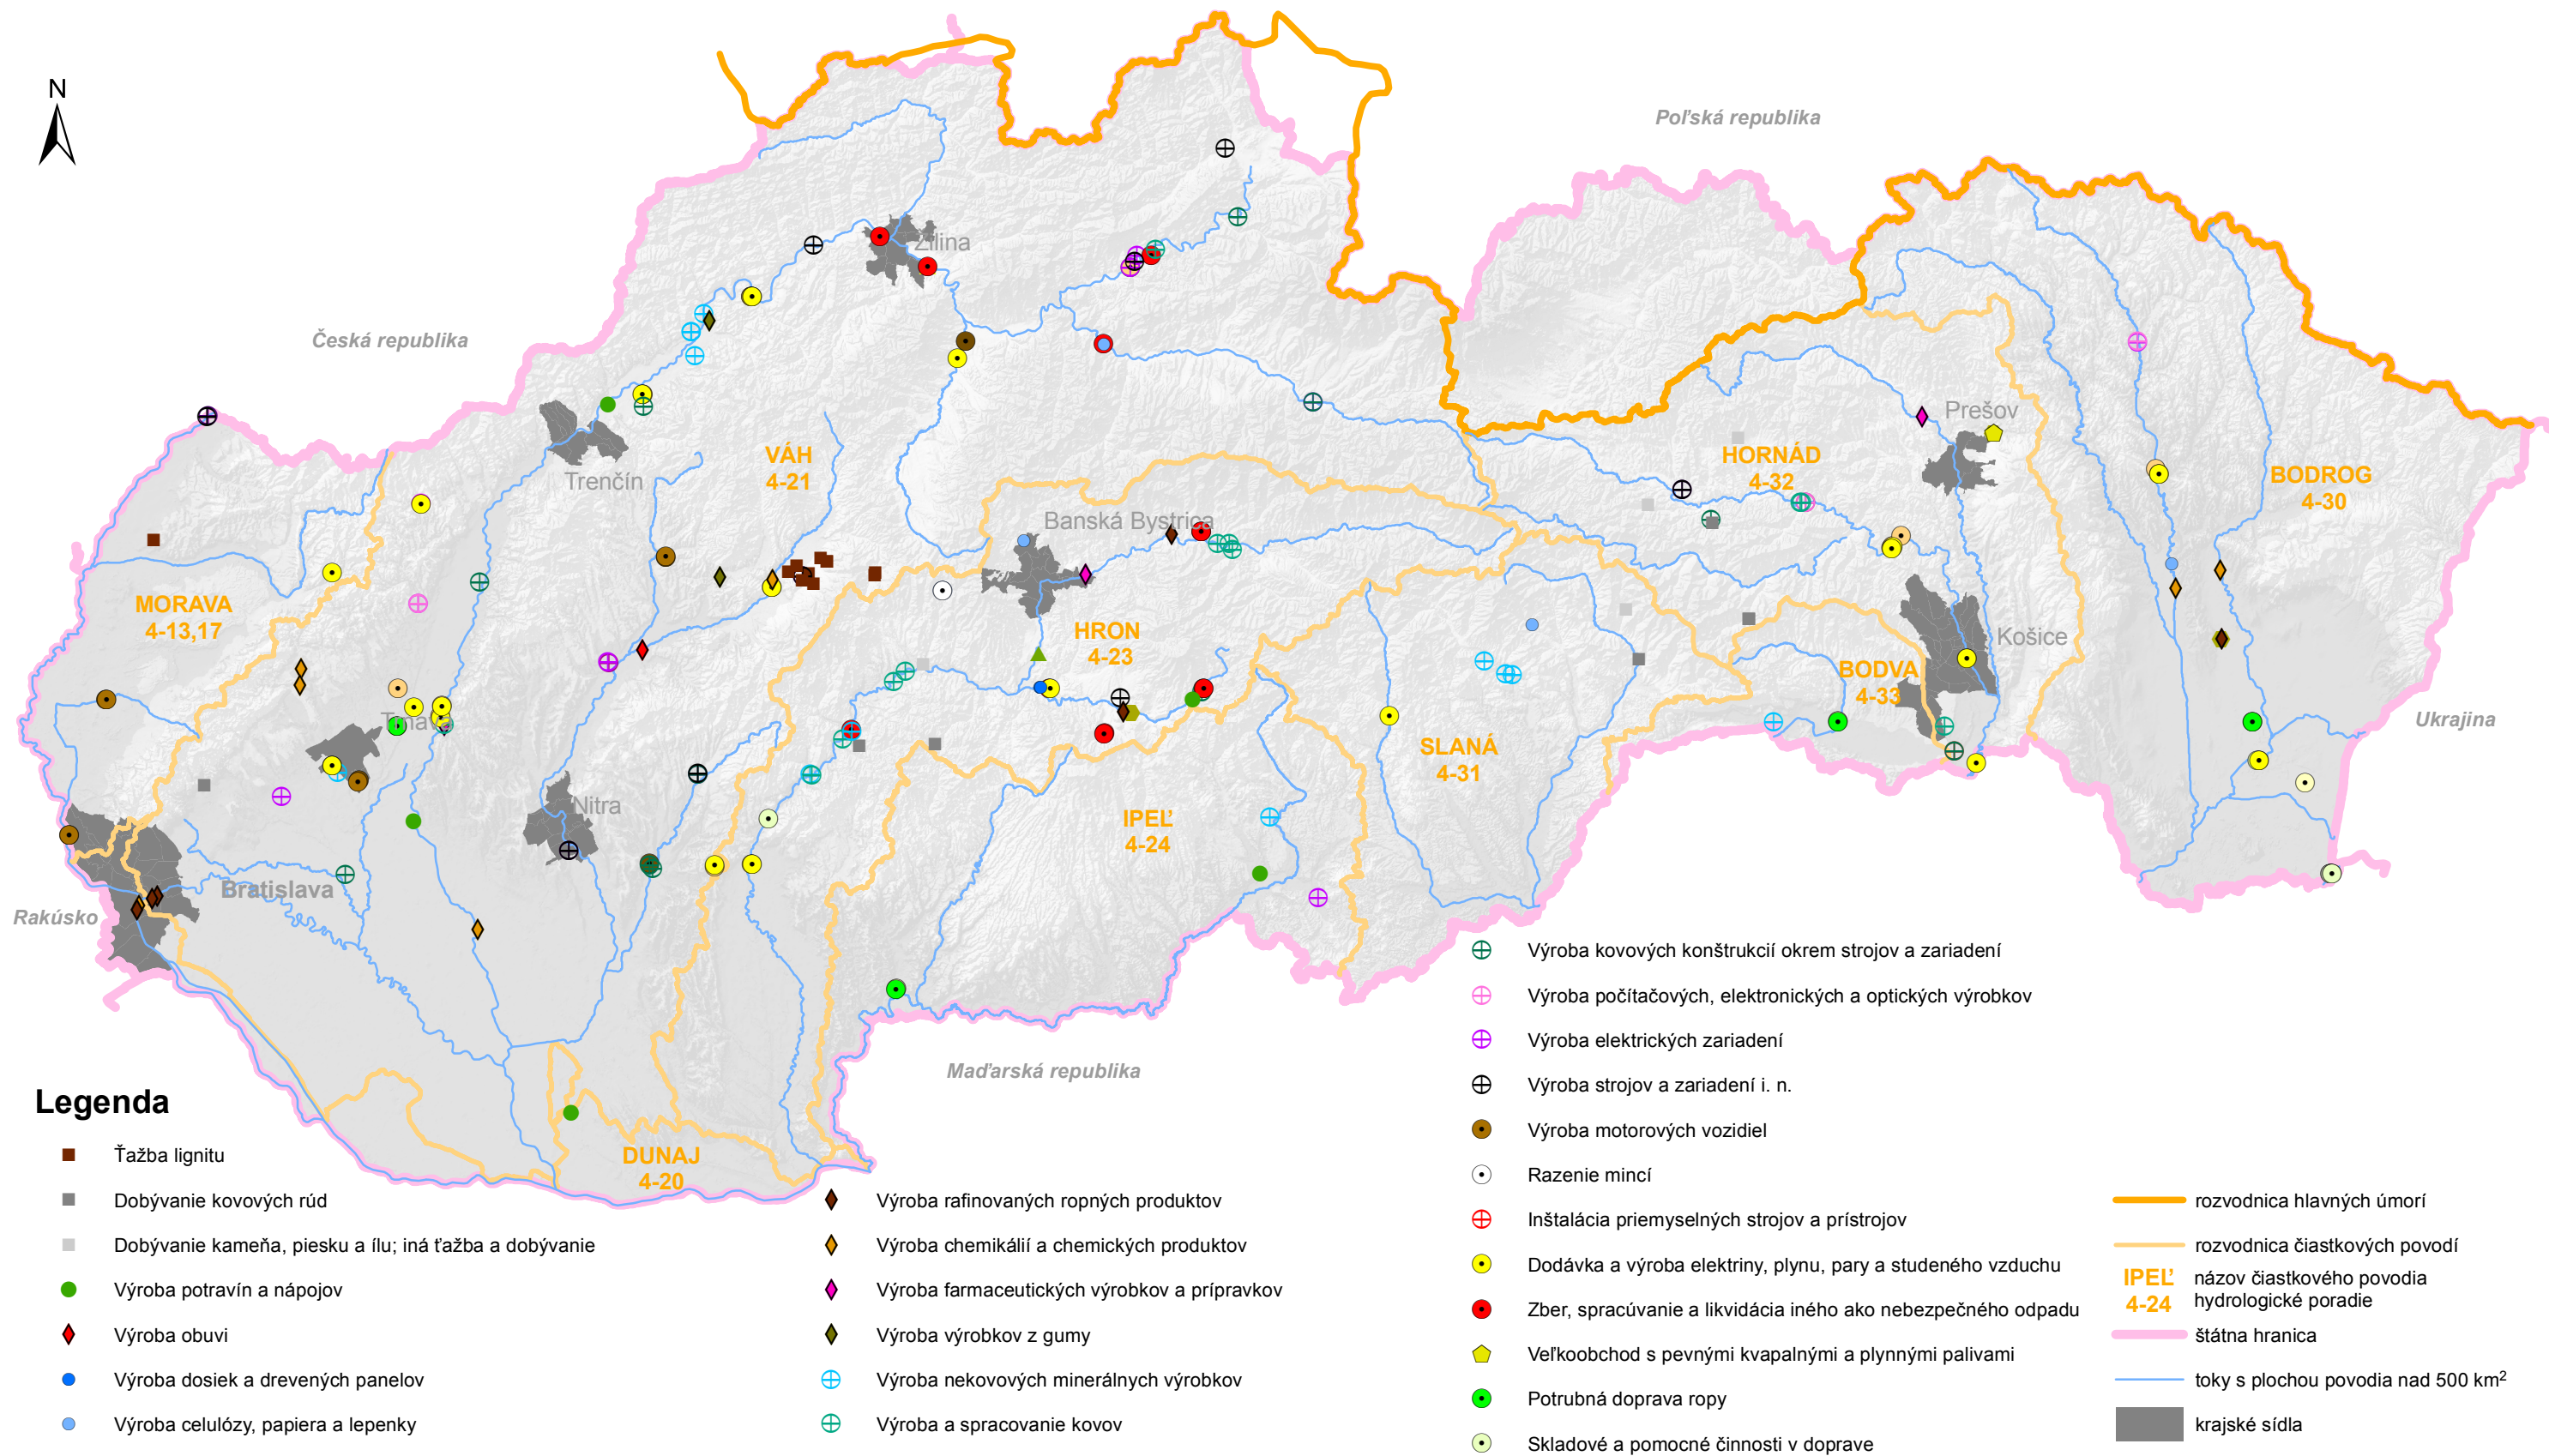 N
Poľská republika
Česká republika
Žilina
Prešov
Trenčín
VÁH
4-21
HORNÁD
4-32
BODROG
4-30
Banská Bystrica
MORAVA
4-13,17
HRON
4-23
Košice
BODVA
4-33
Trnava
Ukrajina
SLANÁ
4-31
Nitra
IPEĽ
4-24
Bratislava
Rakúsko
Maďarská republika
DUNAJ
4-20
Legenda
Ťažba lignitu
Dobývanie kovových rúd
Dobývanie kameňa, piesku a ílu; iná ťažba a dobývanie
Výroba potravín a nápojov
Výroba obuvi
Výroba dosiek a drevených panelov
Výroba celulózy, papiera a lepenky
Výroba rafinovaných ropných produktov
Výroba chemikálií a chemických produktov
Výroba farmaceutických výrobkov a prípravkov
Výroba výrobkov z gumy
Výroba nekovových minerálnych výrobkov
Výroba a spracovanie kovov
Výroba kovových konštrukcií okrem strojov a zariadení
Výroba počítačových, elektronických a optických výrobkov
Výroba elektrických zariadení
Výroba strojov a zariadení i. n.
Výroba motorových vozidiel
Razenie mincí
Inštalácia priemyselných strojov a prístrojov
Dodávka a výroba elektriny, plynu, pary a studeného vzduchu
Zber, spracúvanie a likvidácia iného ako nebezpečného odpadu
Veľkoobchod s pevnými kvapalnými a plynnými palivami
Potrubná doprava ropy
Skladové a pomocné činnosti v doprave
rozvodnica hlavných úmorí
rozvodnica čiastkových povodí
IPEĽ
4-24
názov čiastkového povodia
hydrologické poradie
štátna hranica
toky s plochou povodia nad 500 km²
krajské sídla